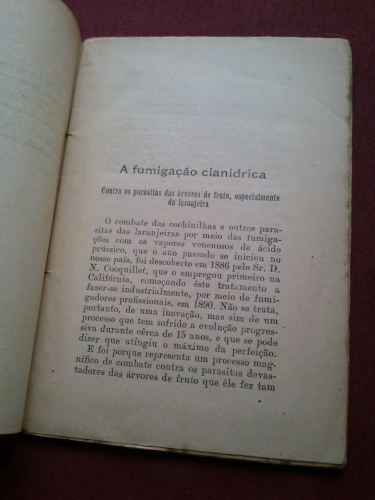 A fumigação cianídrica
Contra os parasitas das árvores de fruto, especialmente
da laranjeira
O combate das cochinilhas e outros para-
sitas das laranjeiras por meio das fumiga-
ções com os vapores venenosos de ácido
prússico, que o ano passado se iniciou no
nosso país, foi descoberto em 1886 pelo Sr. D.
N. Cooquillet, que o empregou primeiro na
Califórnia, começando êste tratamento a
fazer-se industrialmente, por meio de fumi-
gadores profissionais, em 1890. Não se trata,
portanto, de uma inovação, mas sim de um
processo que tem sofrido a evolução progres-
siva durante cêrca de 15 anos, e que se pode
dizer que atingiu o máximo da perfeição.
E foi porque representa um processo mag-
nífico de combate contra os parasitas devas-
tadores das árvores de fruto que êle fez tam